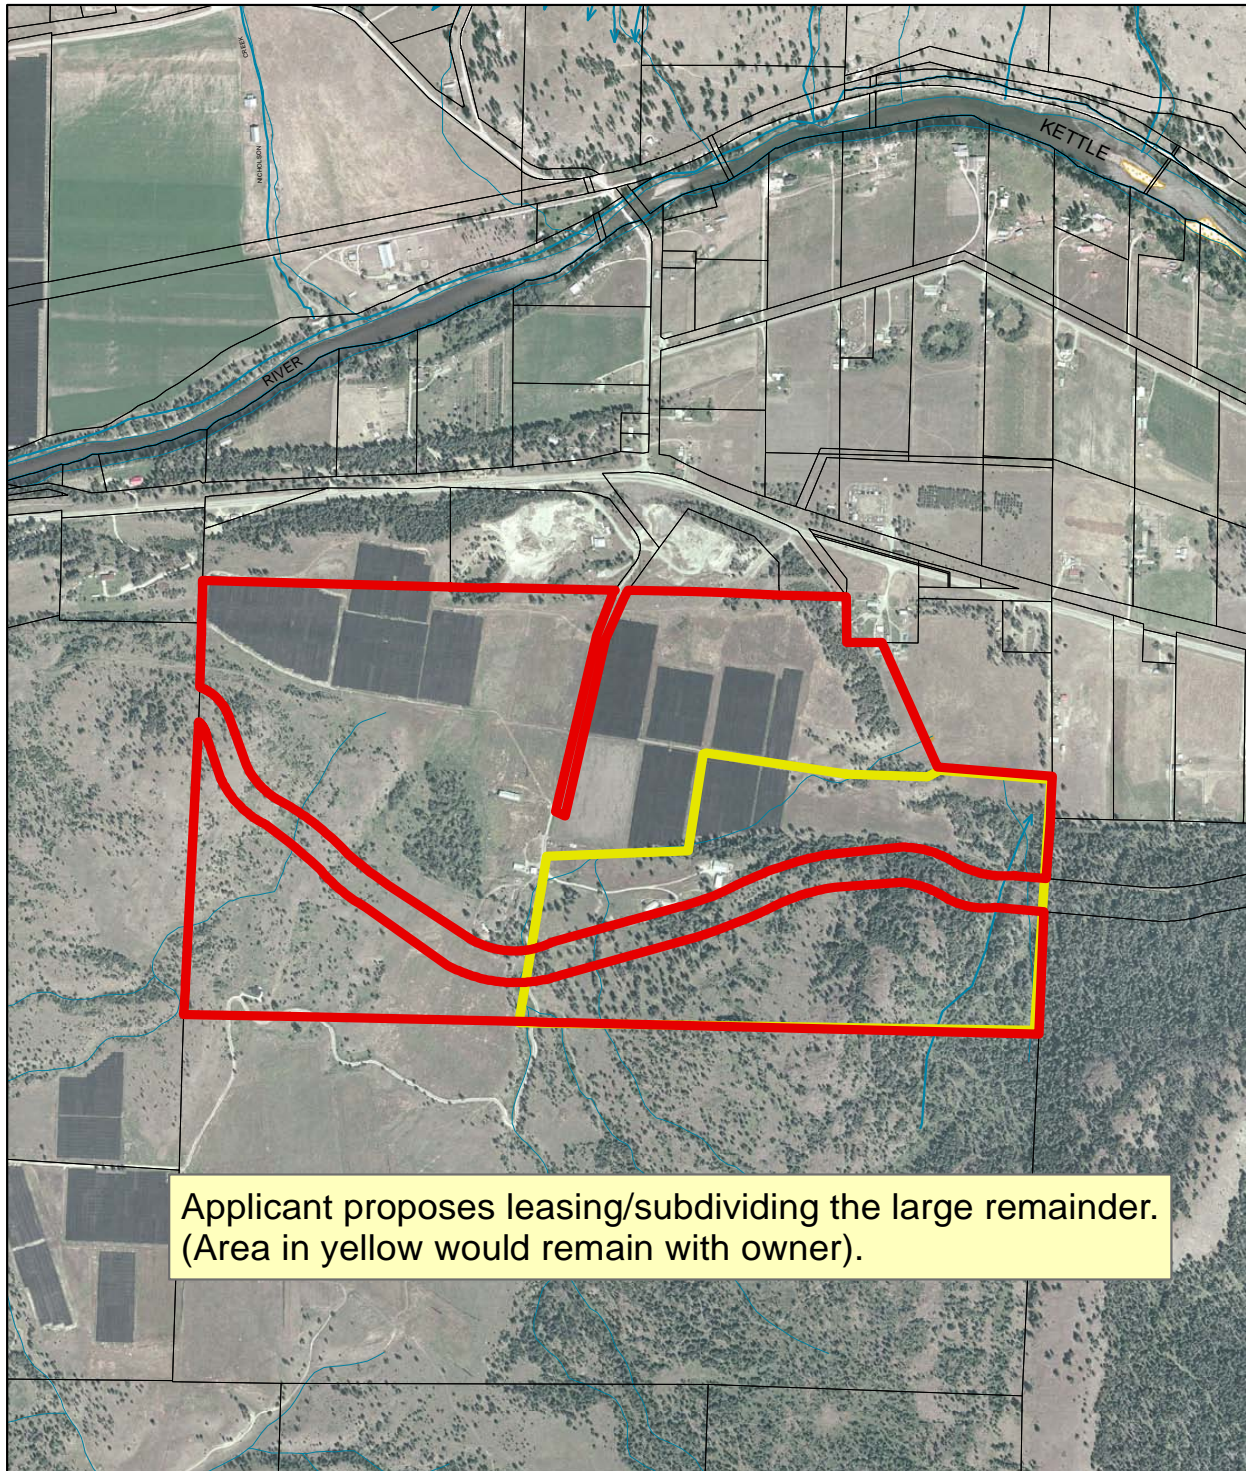 CREEK
NICHOLSON
KETTLE
RIVER
Applicant proposes leasing/subdividing the large remainder.
(Area in yellow would remain with owner).